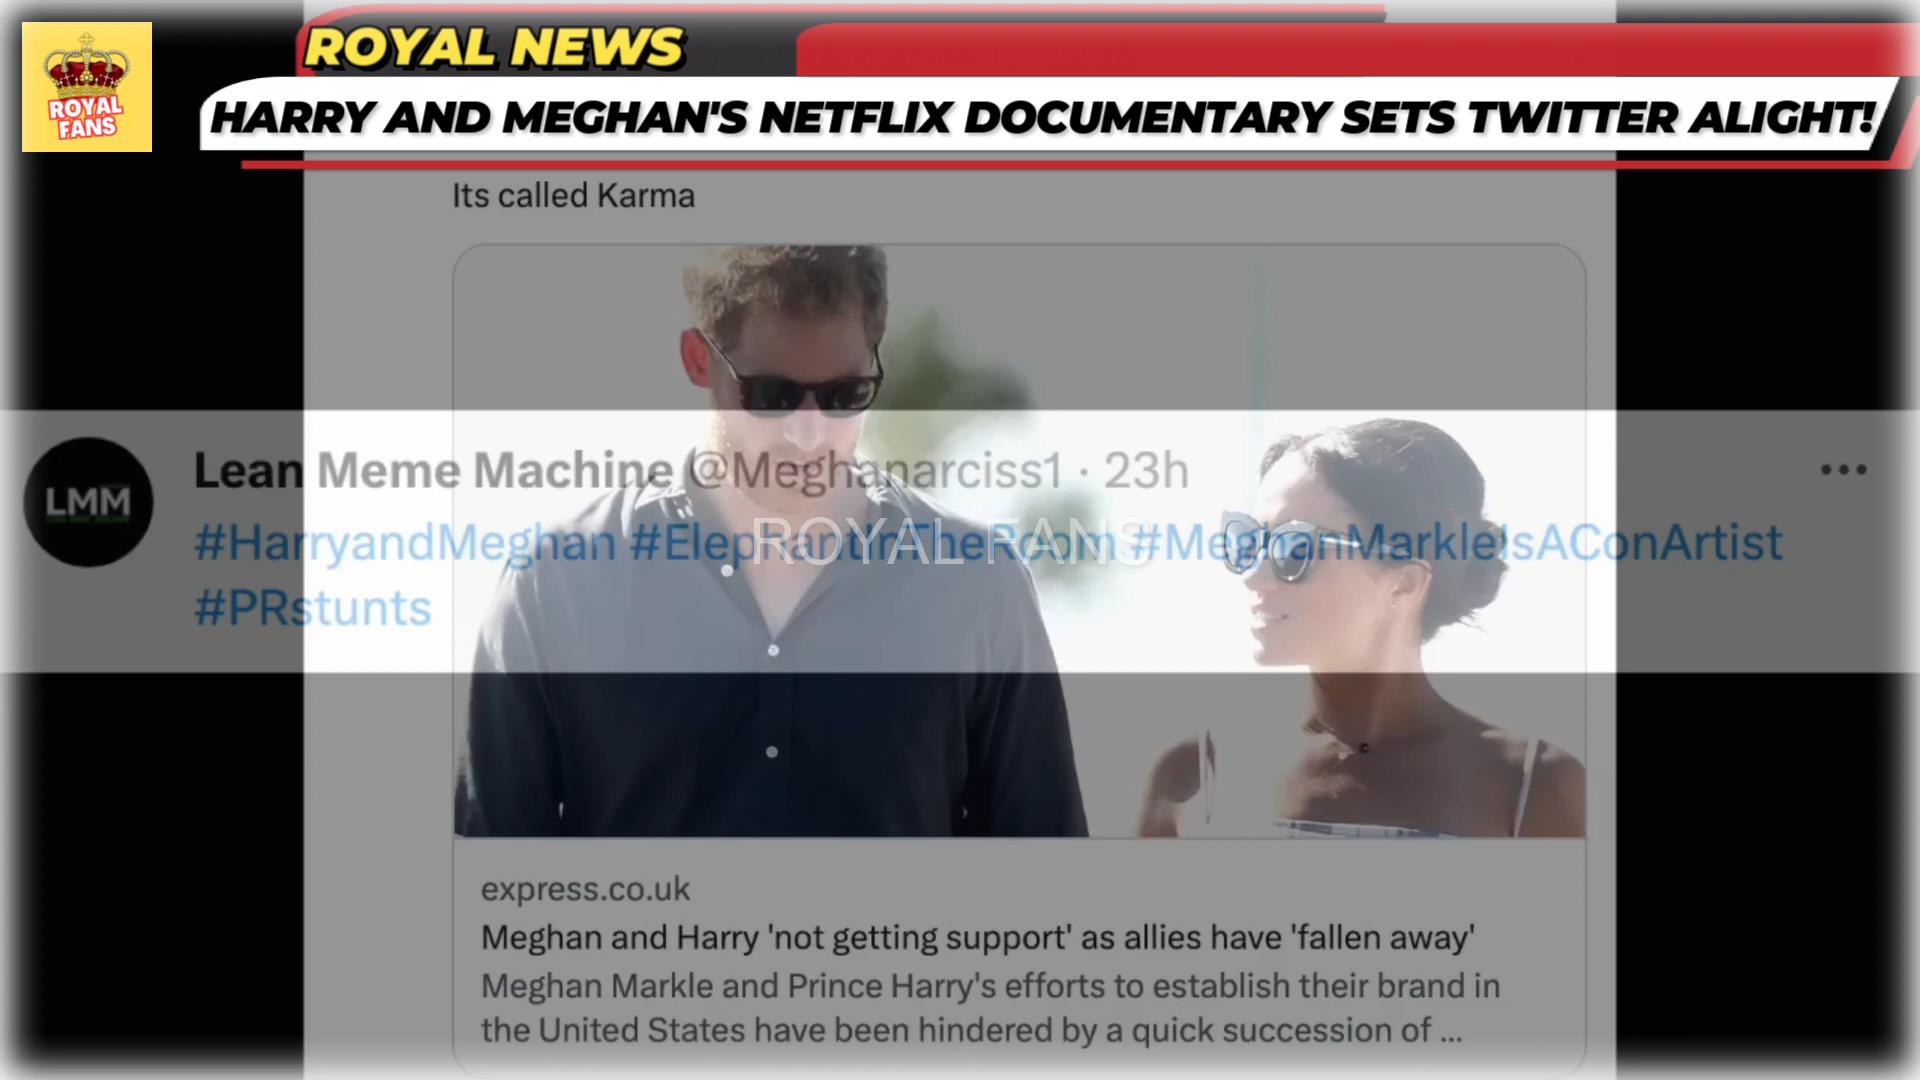 ROYAL NEWS
ROYAL
FANS
HARRY AND MEGHAN'S NETFLIX DOCUMENTARY SETS TWITTER ALIGHT!
Its called Karma
LMM
Lean Meme Machine @Meghanarciss1 · 23h
#HarryandMeghan #ElephantInTheRoom #MeghanMarkleIsAConArtist
#PRstunts
ROYAL FANS
express.co.uk
Meghan and Harry 'not getting support' as allies have 'fallen away'
Meghan Markle and Prince Harry's efforts to establish their brand in
the United States have been hindered by a quick succession of ...